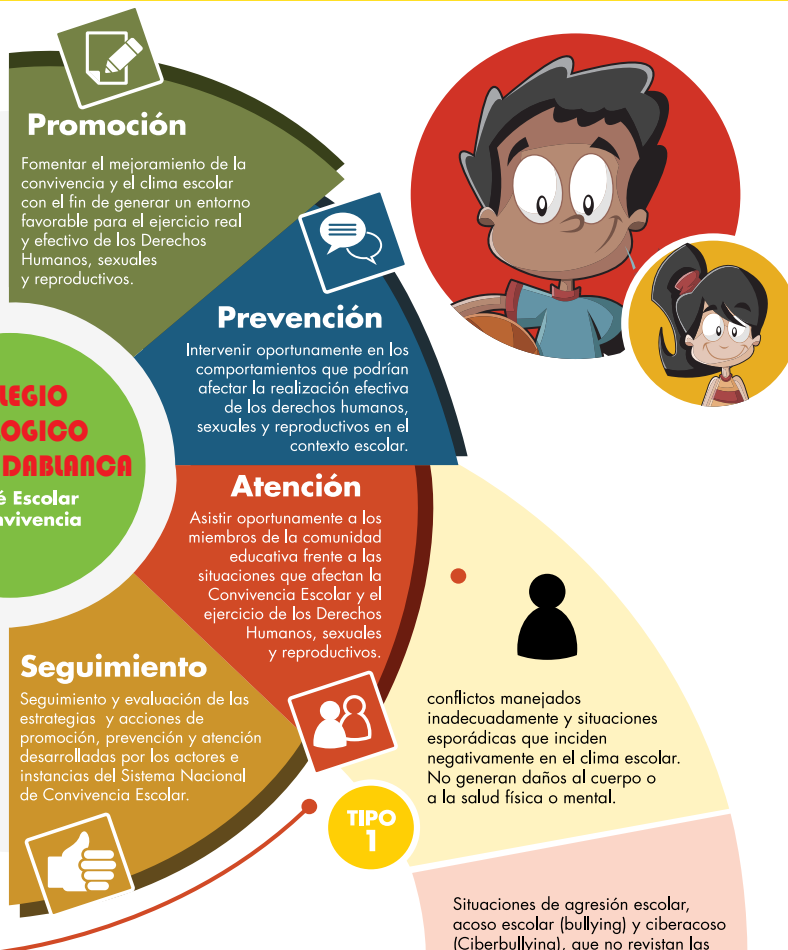 Promoción
Fomentar el mejoramiento de la
convivencia y el clima escolar
con el fin de generar un entorno
favorable para el ejercicio real
y efectivo de los Derechos
Humanos, sexuales
y reproductivos.
Prevención
Intervenir oportunamente en los
comportamientos que podrían
afectar la realización efectiva
de los derechos humanos,
sexuales y reproductivos en el
contexto escolar.
LEGIO
OGICO
DABLANCA
é Escolar
nvivencia
Atención
Asistir oportunamente a los
miembros de la comunidad
educativa frente a las
situaciones que afectan la
Convivencia Escolar y el
ejercicio de los Derechos
Humanos, sexuales
y reproductivos.
Seguimiento
Seguimiento y evaluación de las
estrategias y acciones de
promoción, prevención y atención
desarrolladas por los actores e
instancias del Sistema Nacional
de Convivencia Escolar.
conflictos manejados
inadecuadamente y situaciones
esporádicas que inciden
negativamente en el clima escolar.
No generan daños al cuerpo o
a la salud física o mental.
TIPO
1
Situaciones de agresión escolar,
acoso escolar (bullying) y ciberacoso
(Ciberbullying), que no revistan las